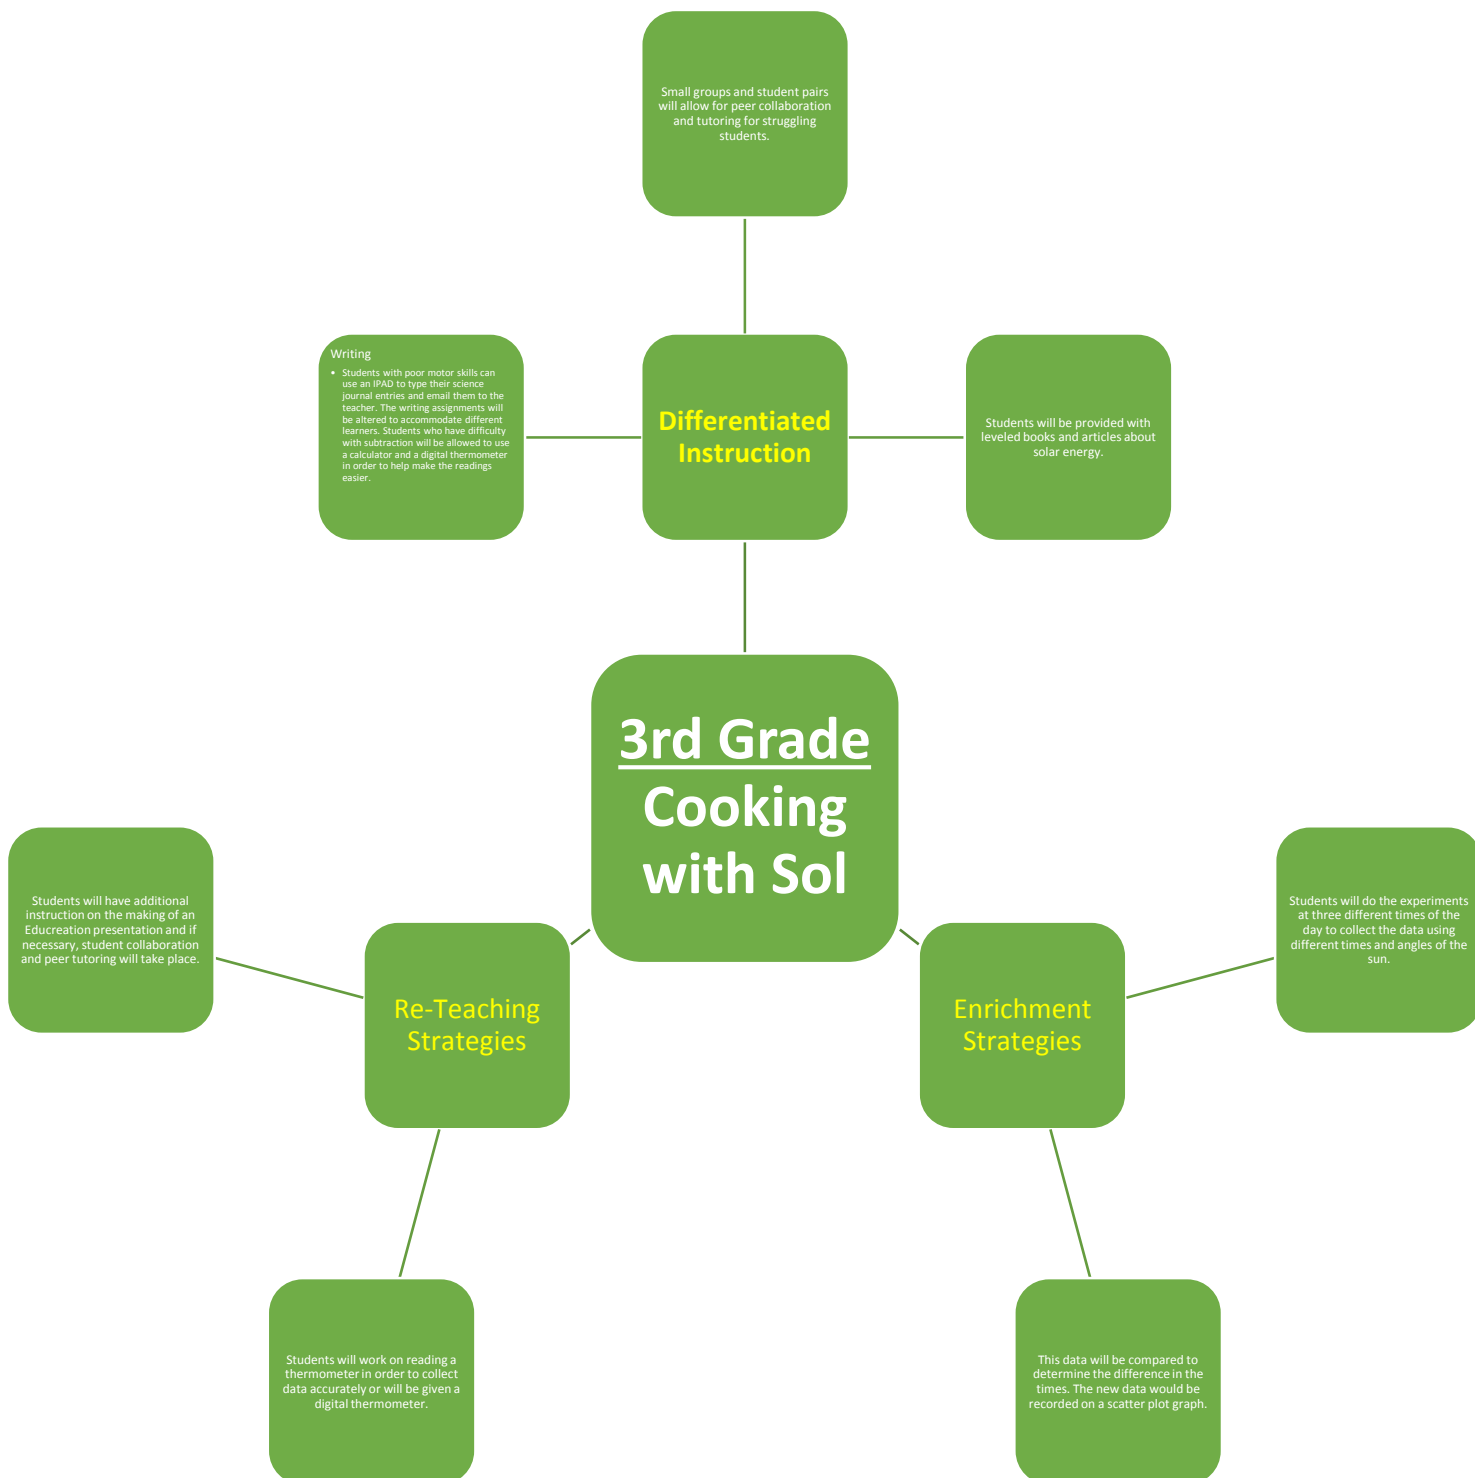 Small groups and student pairs
will allow for peer collaboration
and tutoring for struggling
students.
Writing
• Students with poor motor skills can
use an IPAD to type their science
journal entries and email them to the
teacher. The writing assignments will
be altered to accommodate different
learners. Students who have difficulty
with subtraction will be allowed to use
a calculator and a digital thermometer
in order to help make the readings
easier.
Differentiated
Instruction
Students will be provided with
leveled books and articles about
solar energy.
3rd Grade
Cooking
with Sol
Students will have additional
instruction on the making of an
Educreation presentation and if
necessary, student collaboration
and peer tutoring will take place.
Re-Teaching
Strategies
Enrichment
Strategies
Students will do the experiments
at three different times of the
day to collect the data using
different times and angles of the
sun.
Students will work on reading a
thermometer in order to collect
data accurately or will be given a
digital thermometer.
This data will be compared to
determine the difference in the
times. The new data would be
recorded on a scatter plot graph.